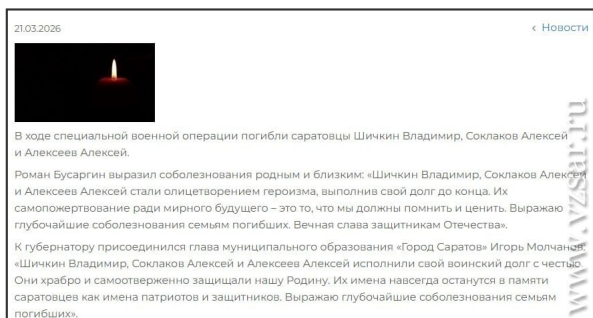 21.03.2026
‹ Новости
В ходе специальной военной операции погибли саратовцы Шичкин Владимир, Соклаков Алексей
и Алексеев Алексей.
Роман Бусаргин выразил соболезнования родным и близким: «Шичкин Владимир, Соклаков Алексей
и Алексеев Алексей стали олицетворением героизма, выполнив свой долг до конца. Их
самопожертвование ради мирного будущего – это то, что мы должны помнить и ценить. Выражаю
глубочайшие соболезнования семьям погибших. Вечная слава защитникам Отечества».
К губернатору присоединился глава муниципального образования «Город Саратов» Игорь Молчанов:
«Шичкин Владимир, Соклаков Алексей и Алексеев Алексей исполнили свой воинский долг с честью.
Они храбро и самоотверженно защищали нашу Родину. Их имена навсегда останутся в памяти
саратовцев как имена патриотов и защитников. Выражаю глубочайшие соболезнования семьям
погибших».
www.vzsar.ru